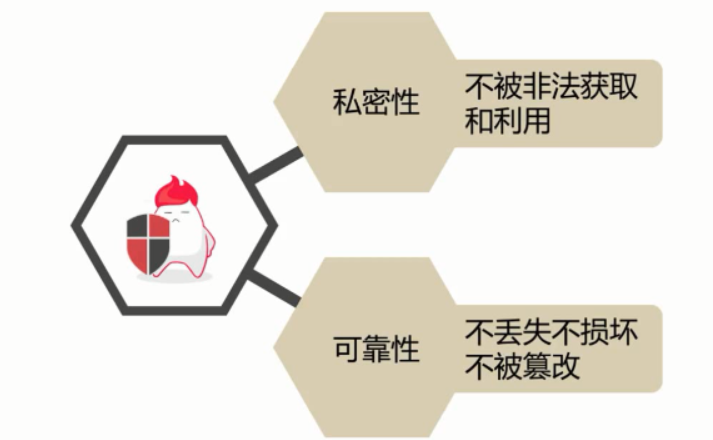 私密性
不被非法获取
和利用
可靠性
不丢失不损坏
不被篡改